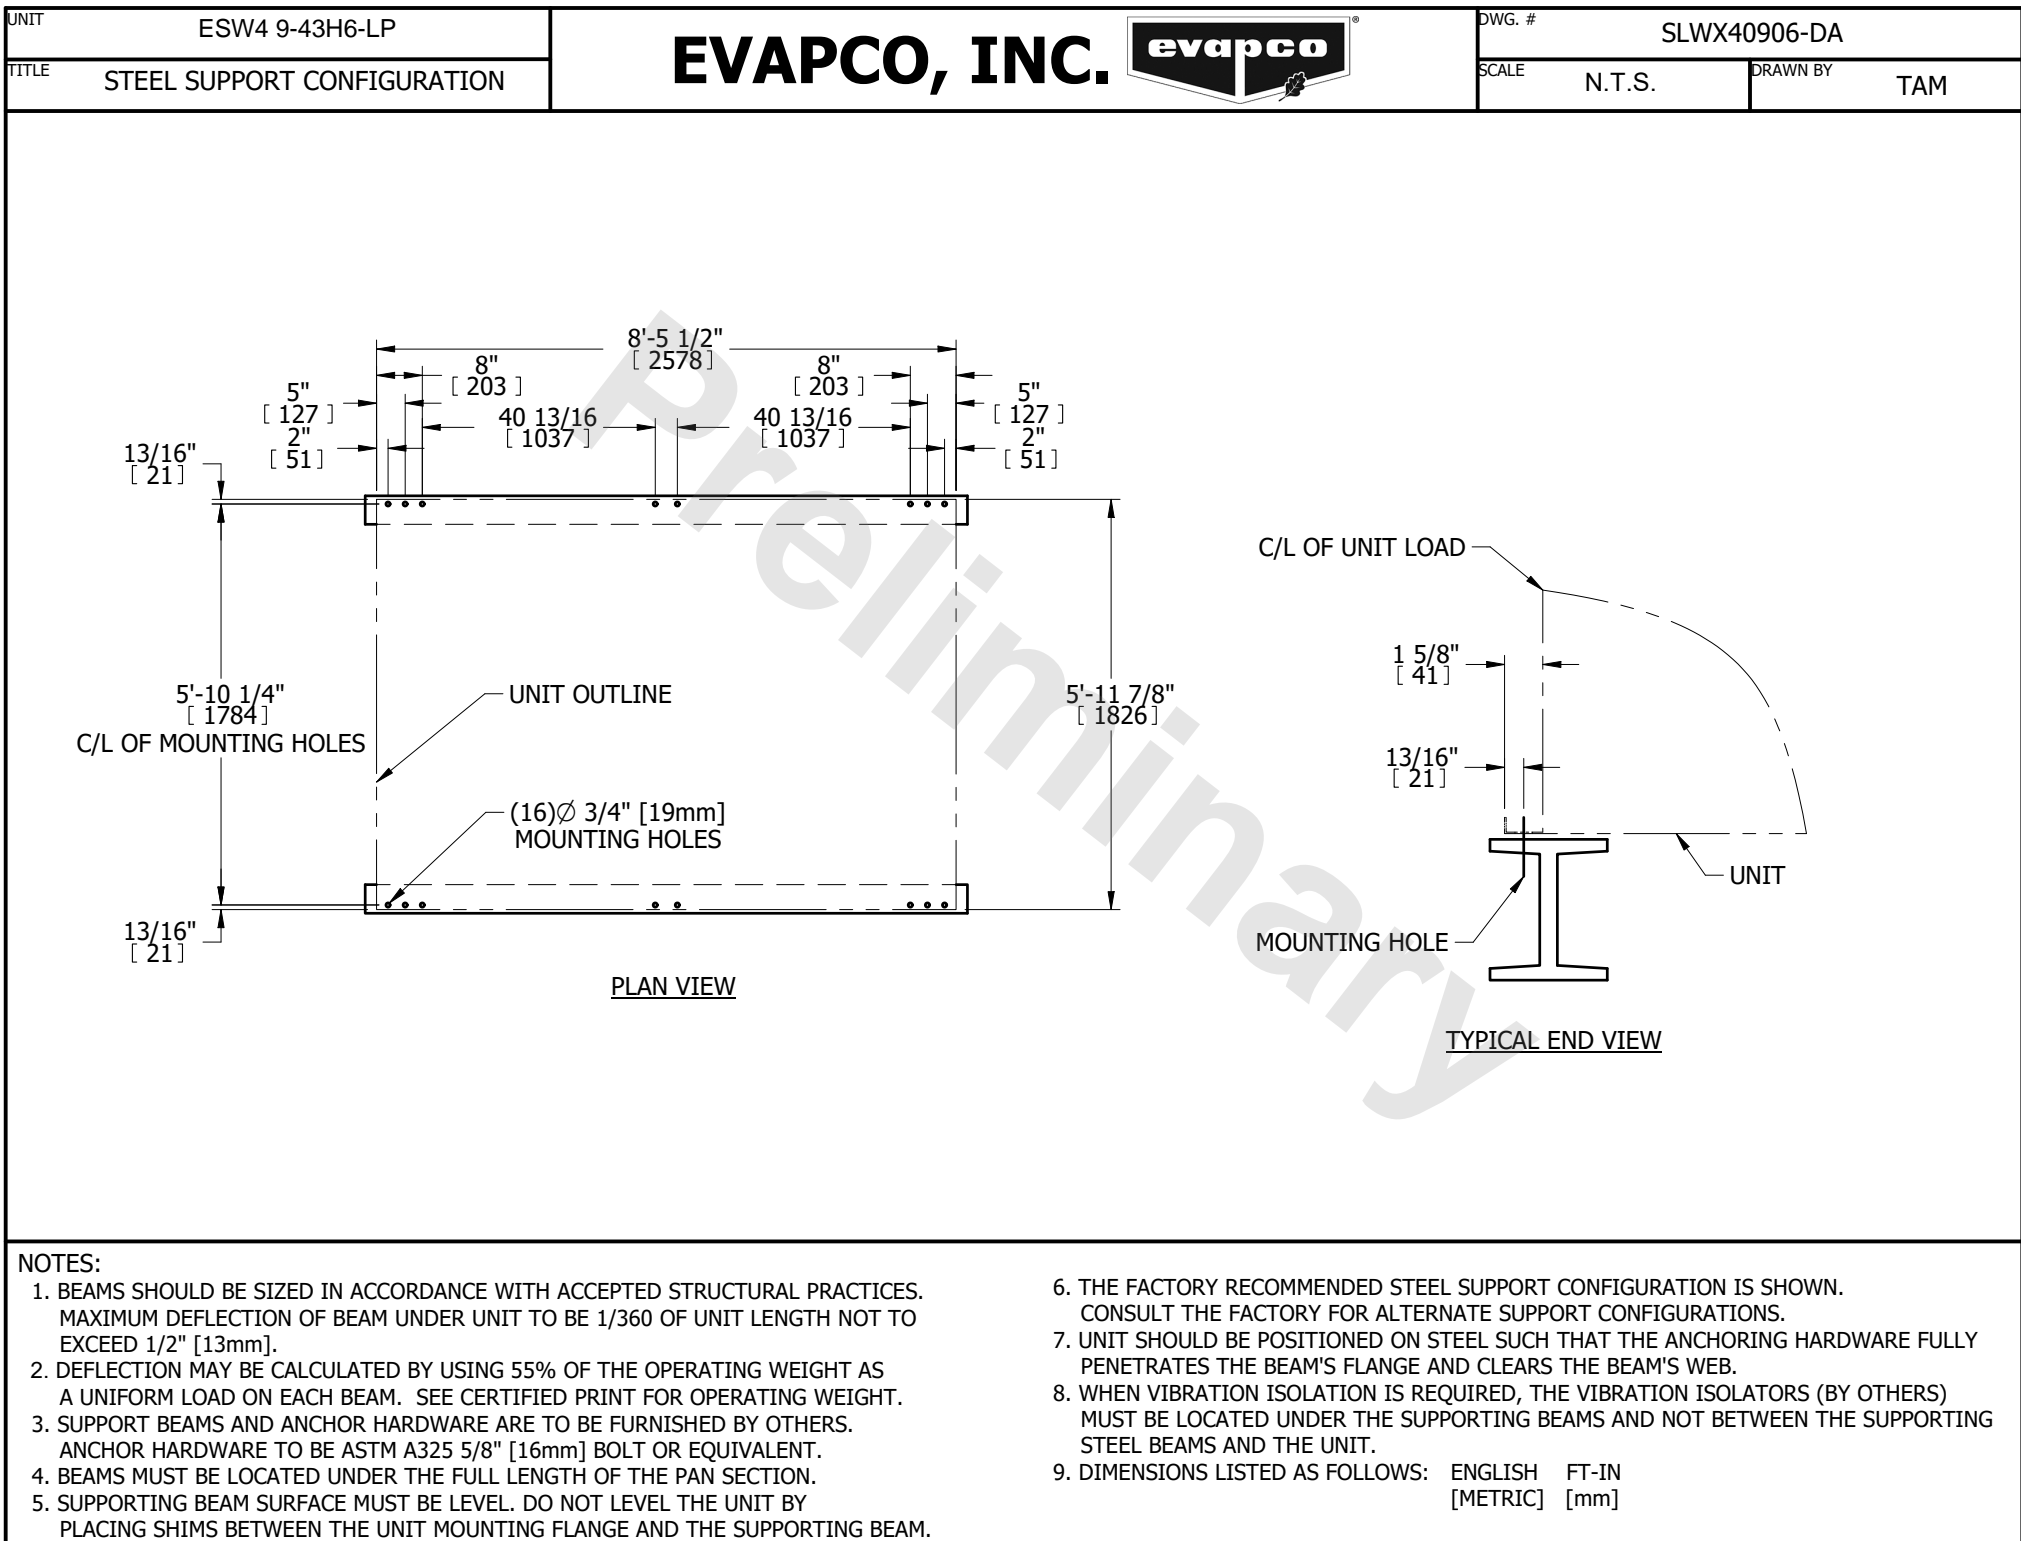 UNIT
ESW4 9-43H6-LP
TITLE
STEEL SUPPORT CONFIGURATION
EVAPCO, INC.
evapco
®
DWG. #
SLWX40906-DA
SCALE
N.T.S.
DRAWN BY
TAM
8'-5 1/2"
[ 2578 ]
8"
[ 203 ]
8"
[ 203 ]
5"
[ 127 ]
5"
[ 127 ]
40 13/16
[ 1037 ]
40 13/16
[ 1037 ]
2"
[ 51 ]
2"
[ 51 ]
13/16"
[ 21 ]
5'-10 1/4"
[ 1784 ]
C/L OF MOUNTING HOLES
UNIT OUTLINE
5'-11 7/8"
[ 1826 ]
(16)Ø 3/4" [19mm]
MOUNTING HOLES
13/16"
[ 21 ]
PLAN VIEW
C/L OF UNIT LOAD
1 5/8"
[ 41 ]
13/16"
[ 21 ]
UNIT
MOUNTING HOLE
TYPICAL END VIEW
Preliminary
NOTES:
1. BEAMS SHOULD BE SIZED IN ACCORDANCE WITH ACCEPTED STRUCTURAL PRACTICES.
MAXIMUM DEFLECTION OF BEAM UNDER UNIT TO BE 1/360 OF UNIT LENGTH NOT TO
EXCEED 1/2" [13mm].
2. DEFLECTION MAY BE CALCULATED BY USING 55% OF THE OPERATING WEIGHT AS
A UNIFORM LOAD ON EACH BEAM. SEE CERTIFIED PRINT FOR OPERATING WEIGHT.
3. SUPPORT BEAMS AND ANCHOR HARDWARE ARE TO BE FURNISHED BY OTHERS.
ANCHOR HARDWARE TO BE ASTM A325 5/8" [16mm] BOLT OR EQUIVALENT.
4. BEAMS MUST BE LOCATED UNDER THE FULL LENGTH OF THE PAN SECTION.
5. SUPPORTING BEAM SURFACE MUST BE LEVEL. DO NOT LEVEL THE UNIT BY
PLACING SHIMS BETWEEN THE UNIT MOUNTING FLANGE AND THE SUPPORTING BEAM.
6. THE FACTORY RECOMMENDED STEEL SUPPORT CONFIGURATION IS SHOWN.
CONSULT THE FACTORY FOR ALTERNATE SUPPORT CONFIGURATIONS.
7. UNIT SHOULD BE POSITIONED ON STEEL SUCH THAT THE ANCHORING HARDWARE FULLY
PENETRATES THE BEAM'S FLANGE AND CLEARS THE BEAM'S WEB.
8. WHEN VIBRATION ISOLATION IS REQUIRED, THE VIBRATION ISOLATORS (BY OTHERS)
MUST BE LOCATED UNDER THE SUPPORTING BEAMS AND NOT BETWEEN THE SUPPORTING
STEEL BEAMS AND THE UNIT.
9. DIMENSIONS LISTED AS FOLLOWS: ENGLISH FT-IN
[METRIC] [mm]